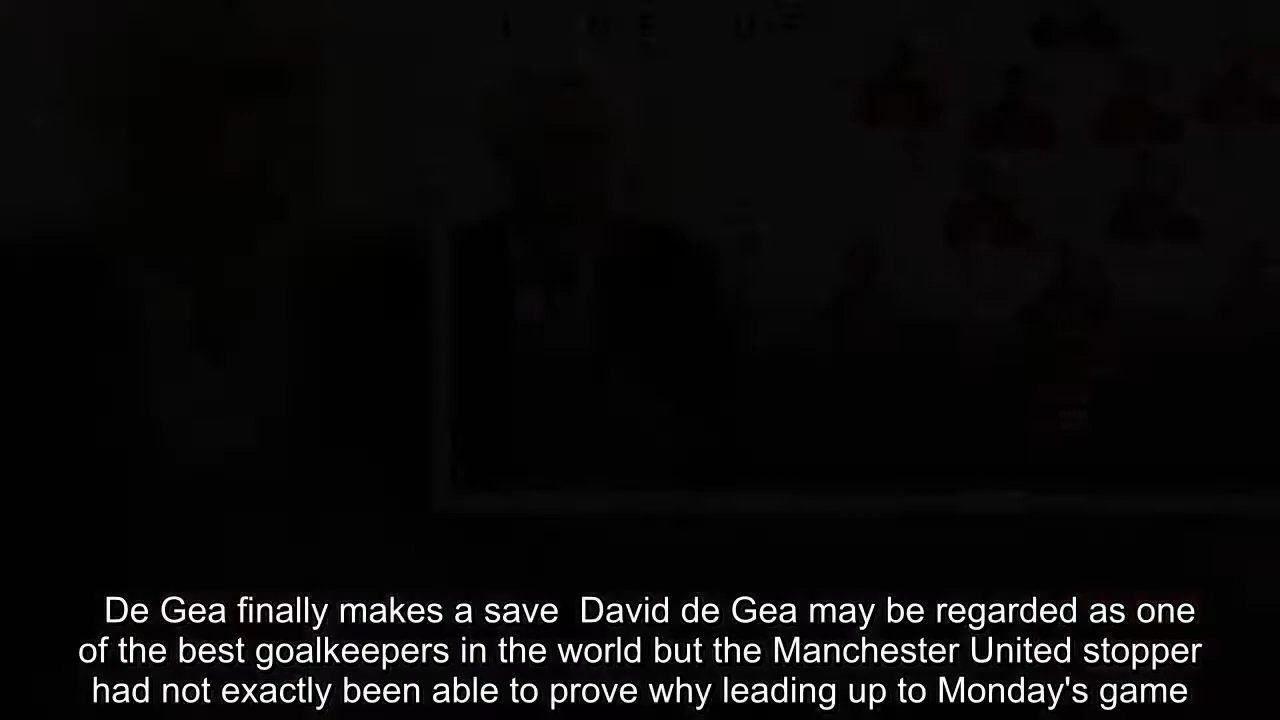 De Gea finally makes a save  David de Gea may be regarded as one
of the best goalkeepers in the world but the Manchester United stopper
had not exactly been able to prove why leading up to Monday's game